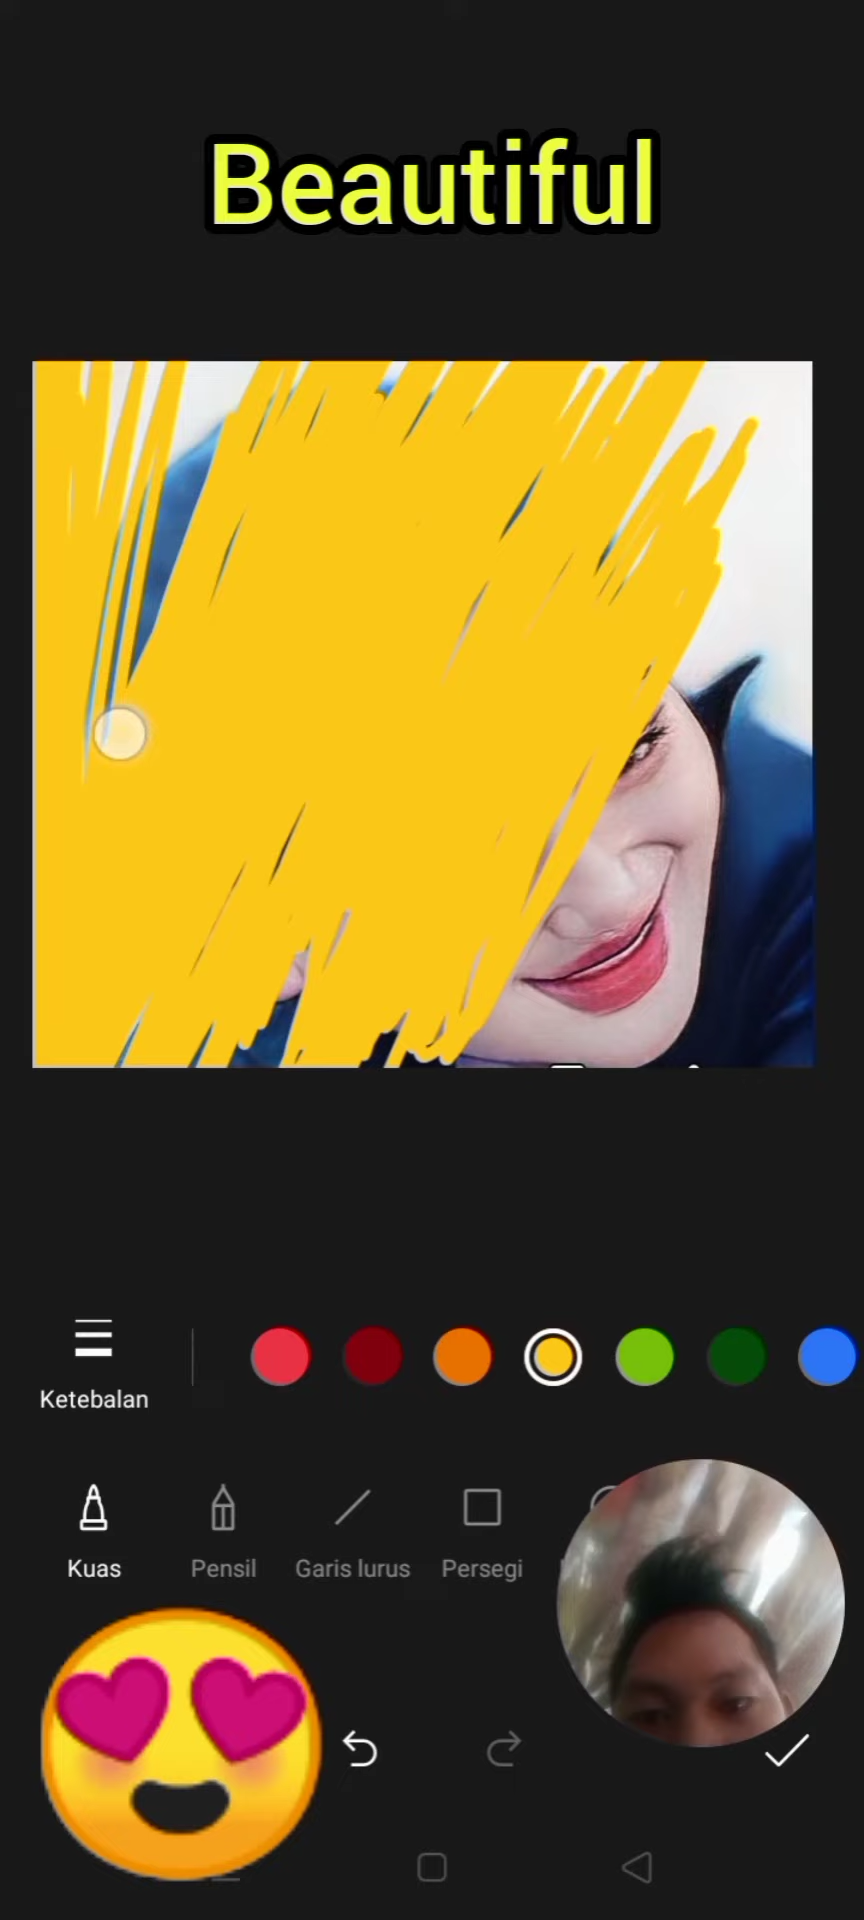 Beautiful
Ketebalan
Kuas
Pensil
Garis lurus
Persegi